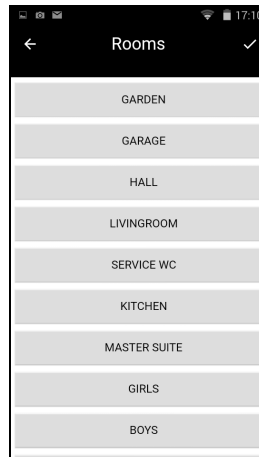 17:10
Rooms
GARDEN
GARAGE
HALL
LIVINGROOM
SERVICE WC
KITCHEN
MASTER SUITE
GIRLS
BOYS